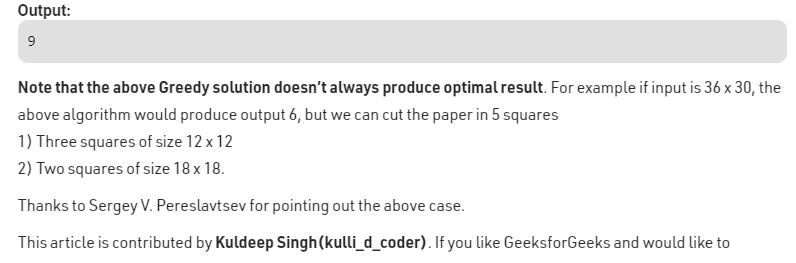 Output:
9
Note that the above Greedy solution doesn't always produce optimal result. For example if input is 36 x 30, the
above algorithm would produce output 6, but we can cut the paper in 5 squares
1) Three squares of size 12 x 12
2) Two squares of size 18 x 18.
Thanks to Sergey V. Pereslavtsev for pointing out the above case.
This article is contributed by Kuldeep Singh(kulli_d_coder). If you like GeeksforGeeks and would like to